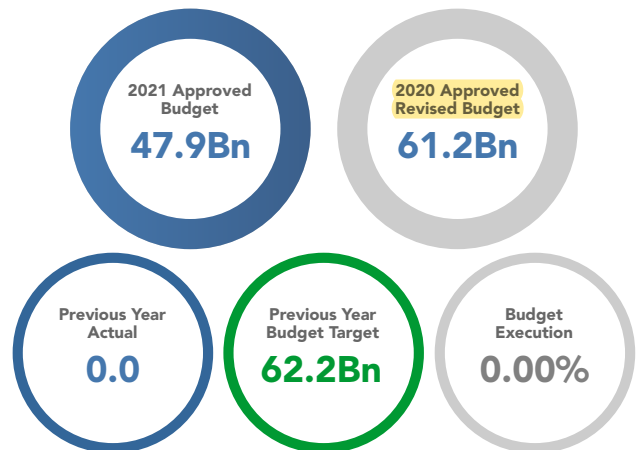 2021 Approved
Budget
47.9Bn
2020 Approved
Revised Budget
61.2Bn
Previous Year
Actual
0.0
Previous Year
Budget Target
62.2Bn
Budget
Execution
0.00%